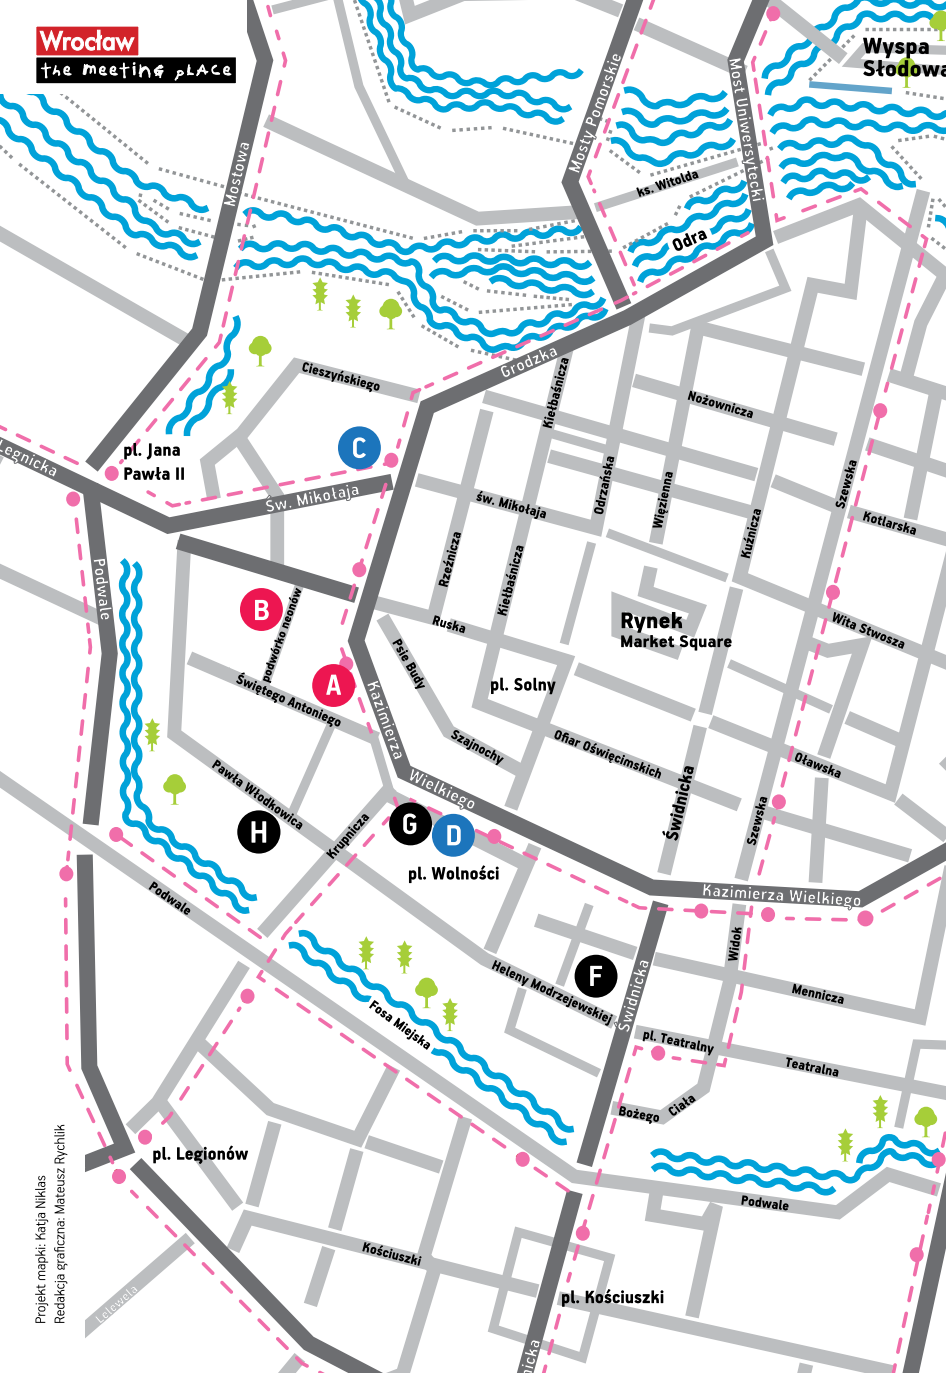 Wrocław
the meeting pLAce
Wyspa
Słodowa
Mosty Pomorskie
Most Uniwersytecki
Mostowa
ks. Witolda
Odra
Grodzka
Cieszyńskiego
Kiełbaśnicza
Nożownicza
pl. Jana
Pawła II
C
Legnicka
Św. Mikołaja
św. Mikołaja
Odrzańska
Więzienna
Szewska
Kuźnicza
Kotlarska
Rzeźnicza
Kiełbaśnicza
Podwale
B
podwórko neonów
Ruska
Rynek
Market Square
Wita Stwosza
Psie Budy
A
Świętego Antoniego
pl. Solny
Kazimierza
Wielkiego
Szajnochy
Ofiar Oświęcimskich
Oławska
Świdnicka
Szewska
Pawła Włodkowica
H
Krupnicza
G
D
pl. Wolności
Podwale
Kazimierza Wielkiego
Widok
Heleny Modrzejewskiej
F
Świdnicka
Mennicza
Fosa Miejska
pl. Teatralny
Teatralna
Bożego
Ciała
pl. Legionów
Podwale
Kościuszki
pl. Kościuszki
Lelewela
nicka
Projekt mapki: Katja Niklas
Redakcja graficzna: Mateusz Rychlik